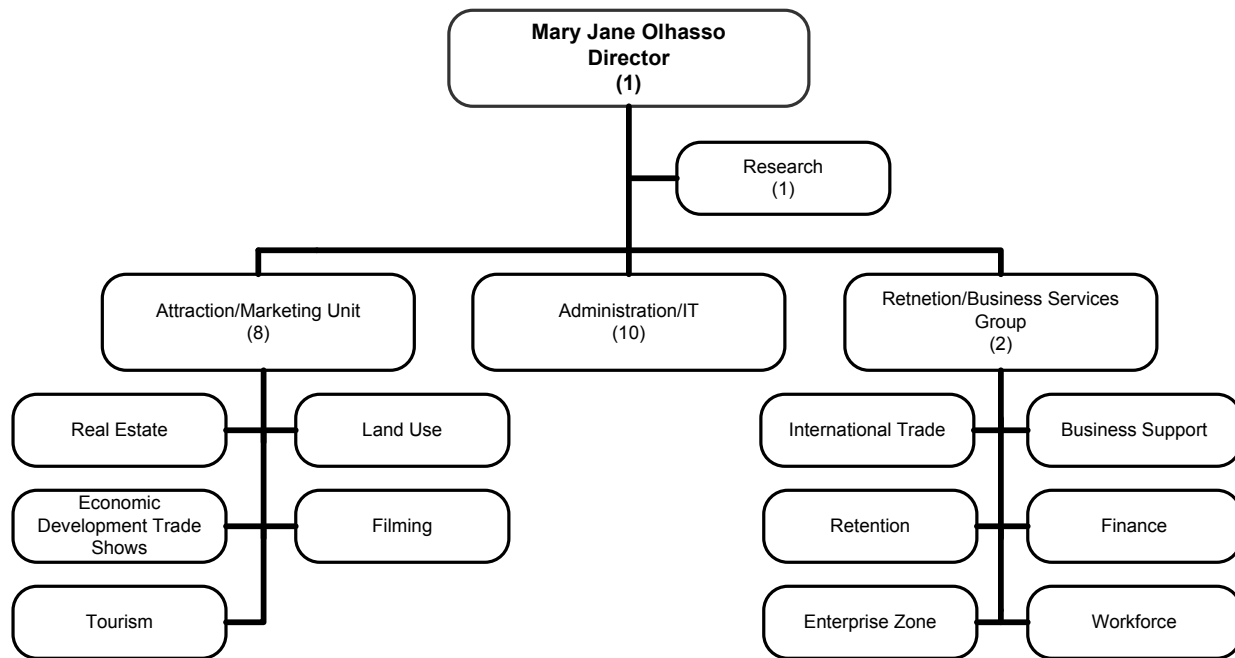 Mary Jane Olhasso
Director
(1)
Research
(1)
Attraction/Marketing Unit
(8)
Administration/IT
(10)
Retnetion/Business Services
Group
(2)
Real Estate
Land Use
International Trade
Business Support
Economic
Development Trade
Shows
Filming
Retention
Finance
Tourism
Enterprise Zone
Workforce